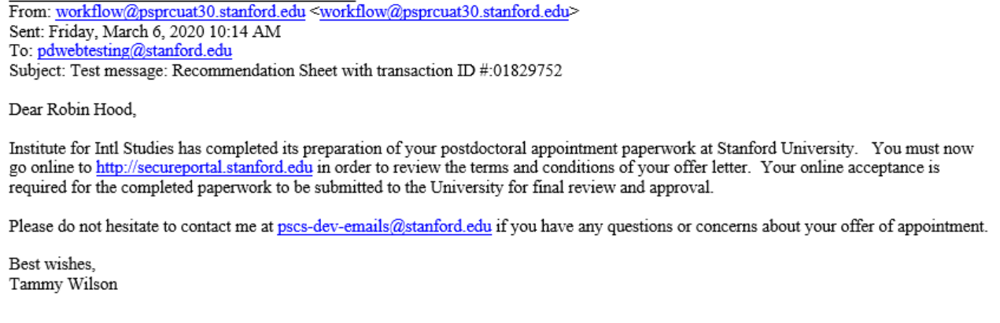 From: workflow@psprcuat30.stanford.edu <workflow@psprcuat30.stanford.edu>
Sent: Friday, March 6, 2020 10:14 AM
To: pdwebtesting@stanford.edu
Subject: Test message: Recommendation Sheet with transaction ID #:01829752
Dear Robin Hood,
Institute for Intl Studies has completed its preparation of your postdoctoral appointment paperwork at Stanford University.   You must now
go online to http://secureportal.stanford.edu in order to review the terms and conditions of your offer letter.  Your online acceptance is
required for the completed paperwork to be submitted to the University for final review and approval.
Please do not hesitate to contact me at pscs-dev-emails@stanford.edu if you have any questions or concerns about your offer of appointment.
Best wishes,
Tammy Wilson